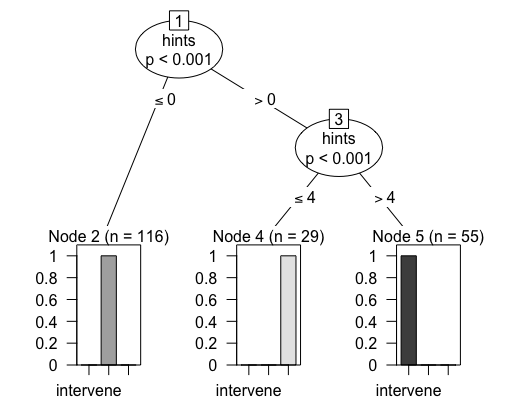 1
hints
p < 0.001
≤ 0
> 0
3
hints
p < 0.001
≤ 4
> 4
Node 2 (n = 116)
Node 4 (n = 29)
Node 5 (n = 55)
1
0.8
0.6
0.4
0.2
0
intervene
1
0.8
0.6
0.4
0.2
0
intervene
1
0.8
0.6
0.4
0.2
0
intervene